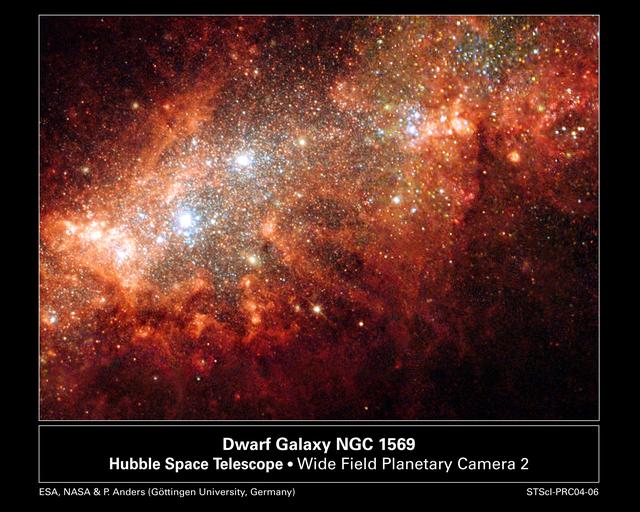 Dwarf Galaxy NGC 1569
Hubble Space Telescope • Wide Field Planetary Camera 2
ESA, NASA & P. Anders (Göttingen University, Germany)
STScI-PRC04-06